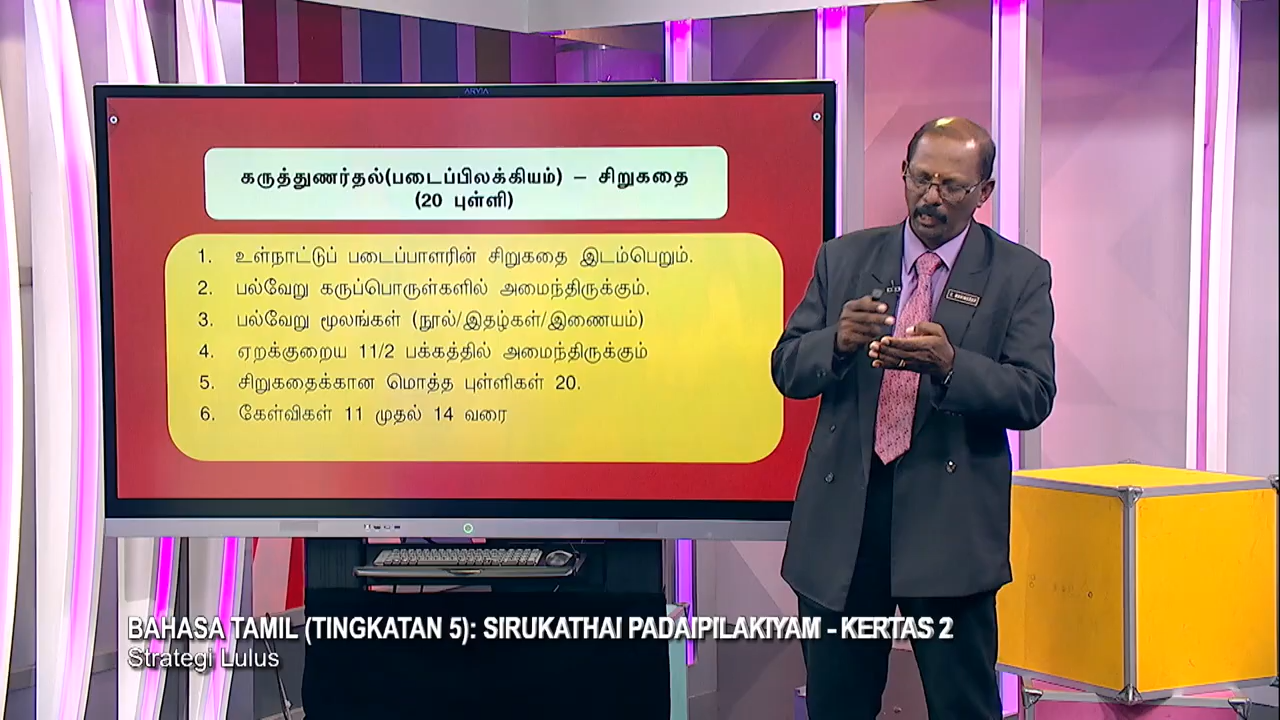 ARVIA
கருத்துணர்தல்(படைப்பிலக்கியம்) – சிறுகதை
(20 புள்ளி)
1. உள்நாட்டுப் படைப்பாளரின் சிறுகதை இடம்பெறும்.
2. பல்வேறு கருப்பொருள்களில் அமைந்திருக்கும்.
3. பல்வேறு மூலங்கள் (நூல்/இதழ்கள்/இணையம்)
4. ஏறக்குறைய 11/2 பக்கத்தில் அமைந்திருக்கும்
5. சிறுகதைக்கான மொத்த புள்ளிகள் 20.
6. கேள்விகள் 11 முதல் 14 வரை
BAHASA TAMIL (TINGKATAN 5): SIRUKATHAI PADAIPILAKIYAM - KERTAS 2
Strategi Lulus